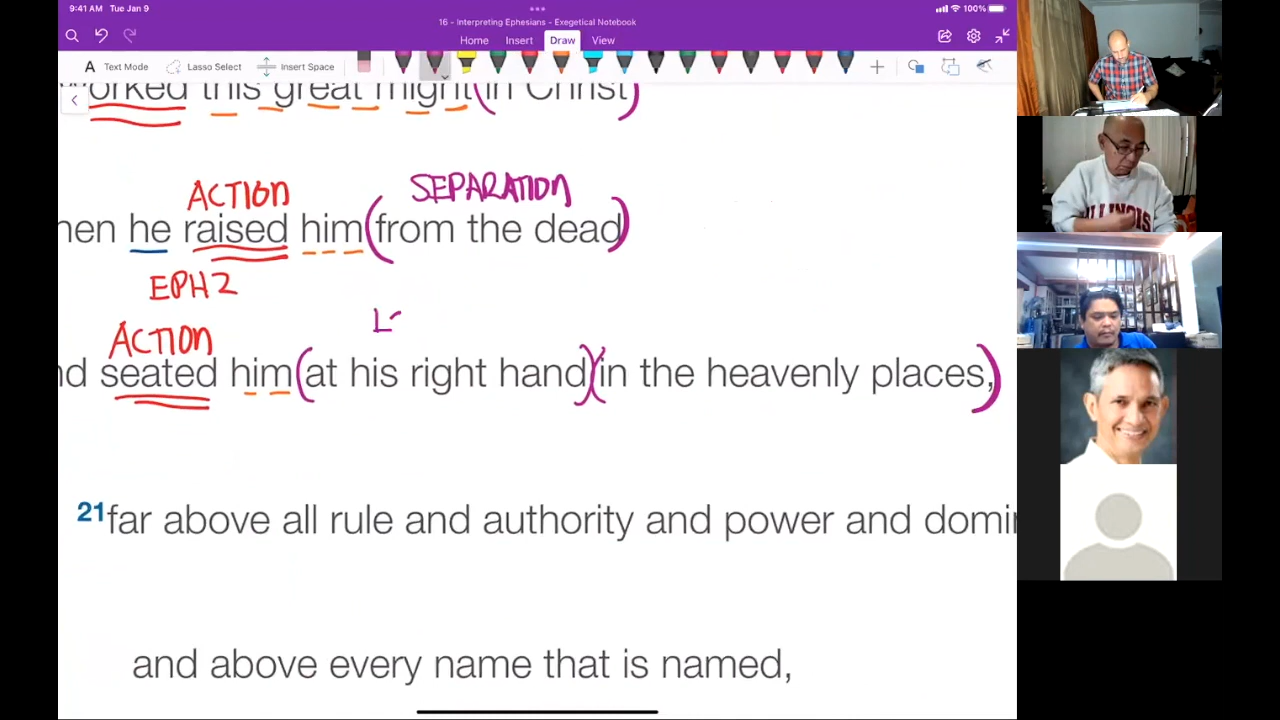 9:41 AM Tue Jan 9
100%
16 - Interpreting Ephesians - Exegetical Notebook
Home Insert Draw View
Text Mode Lasso Select Insert Space
worked this great might (in Christ)
ACTION SEPARATION
hen he raised him (from the dead)
EPH 2
ACTION
nd seated him (at his right hand) (in the heavenly places,)
21 far above all rule and authority and power and domin
and above every name that is named,
ILLINOIS